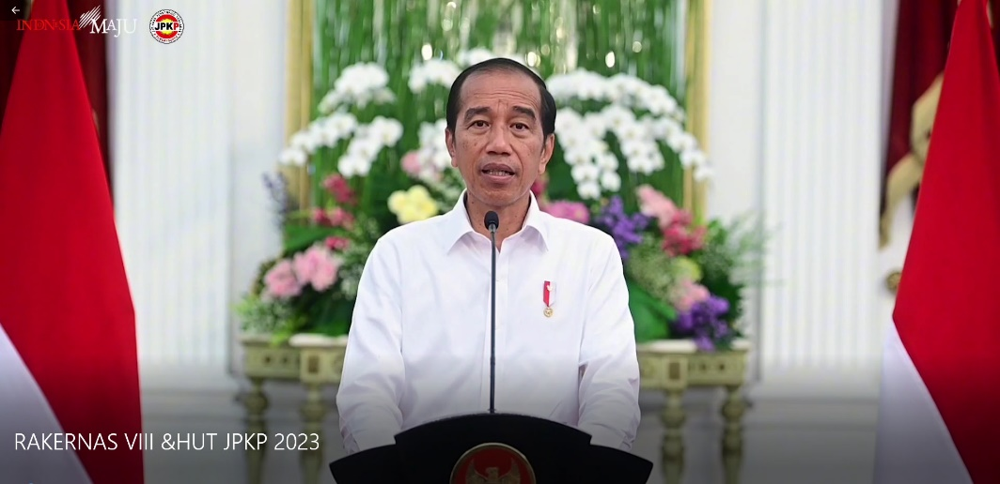 INDONESIA MAJU
JPKP
RAKERNAS VIII &HUT JPKP 2023